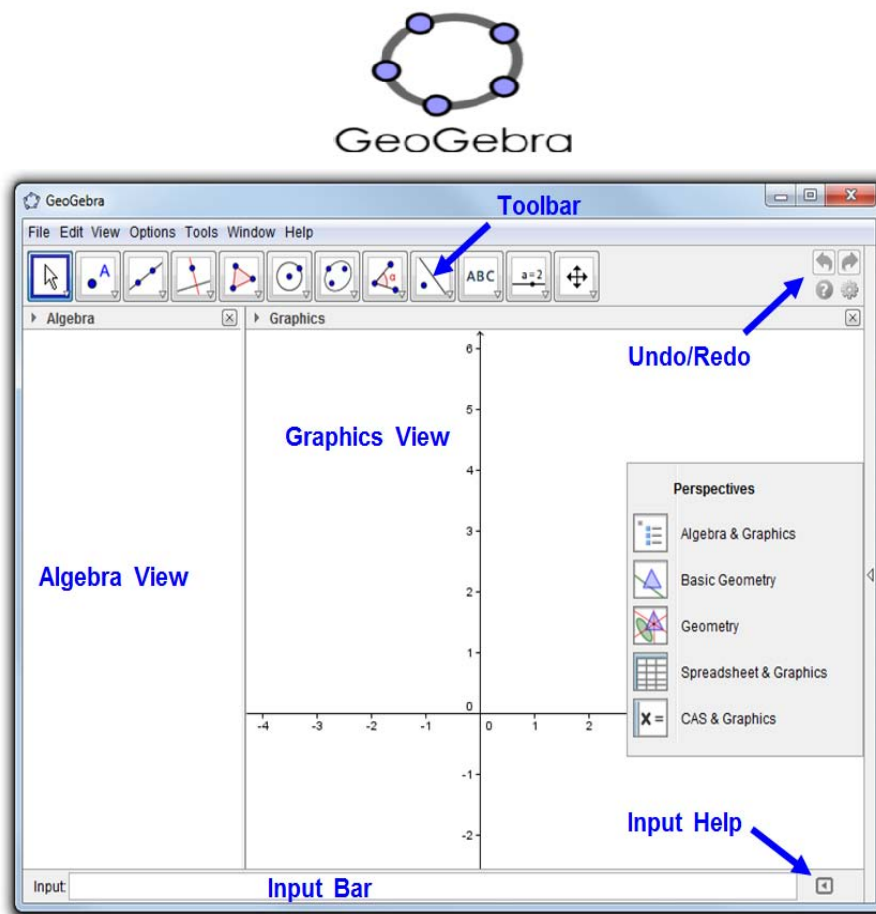 GeoGebra
GeoGebra
Toolbar
File Edit View Options Tools Window Help
A
α
ABC
a=2
Algebra
Graphics
Undo/Redo
6
5
Graphics View
4
Perspectives
3
Algebra & Graphics
Algebra View
Basic Geometry
2
Geometry
1
Spreadsheet & Graphics
0
X = CAS & Graphics
-4 -3 -2 -1 0 1 2
-1
Input Help
-2
Input: Input Bar